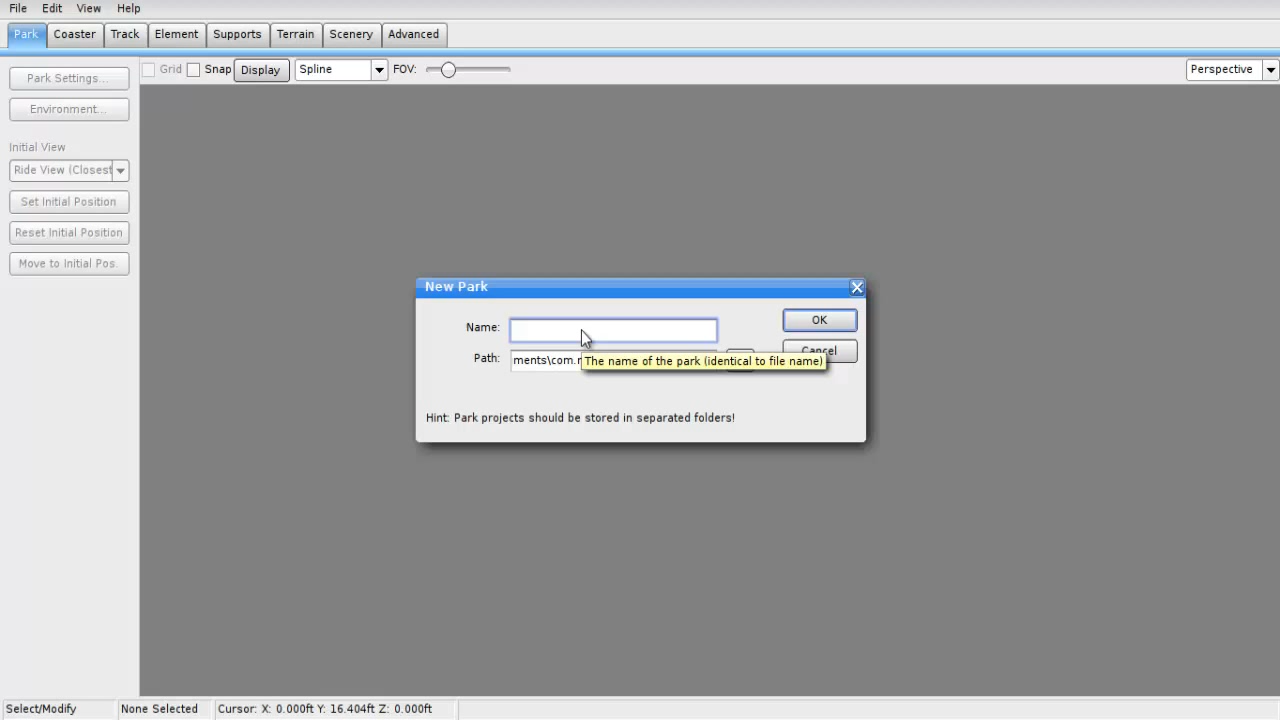 File Edit View Help
Park Coaster Track Element Supports Terrain Scenery Advanced
Park Settings... Grid Snap Display Spline FOV: Perspective
Environment...
Initial View
Ride View (Closest
Set Initial Position
Reset Initial Position
Move to Initial Pos.
New Park
Name: OK
Path: ments\com. Cancel
The name of the park (identical to file name)
Hint: Park projects should be stored in separated folders!
Select/Modify None Selected Cursor: X: 0.000ft Y: 16.404ft Z: 0.000ft